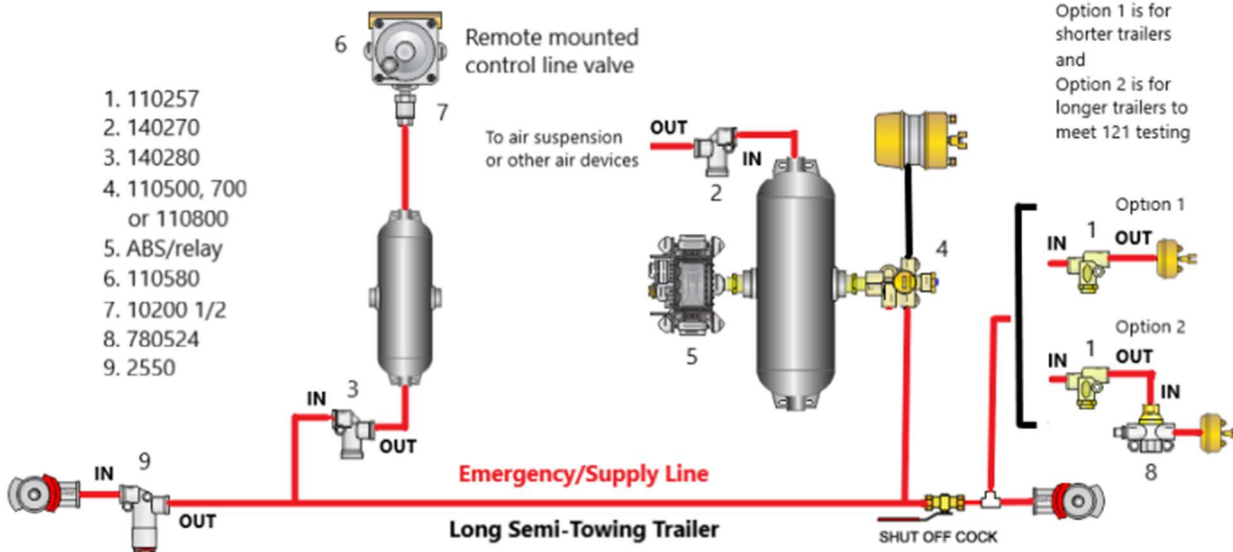 Option 1 is for
shorter trailers
and
Option 2 is for
longer trailers to
meet 121 testing
6
Remote mounted
control line valve
7
1. 110257
2. 140270
3. 140280
4. 110500, 700
or 110800
5. ABS/relay
6. 110580
7. 10200 1/2
8. 780524
9. 2550
To air suspension
or other air devices
OUT
IN
2
4
5
Option 1
IN
1
OUT
Option 2
IN
1
OUT
IN
8
IN
3
OUT
IN
9
OUT
Emergency/Supply Line
Long Semi-Towing Trailer
SHUT OFF COCK